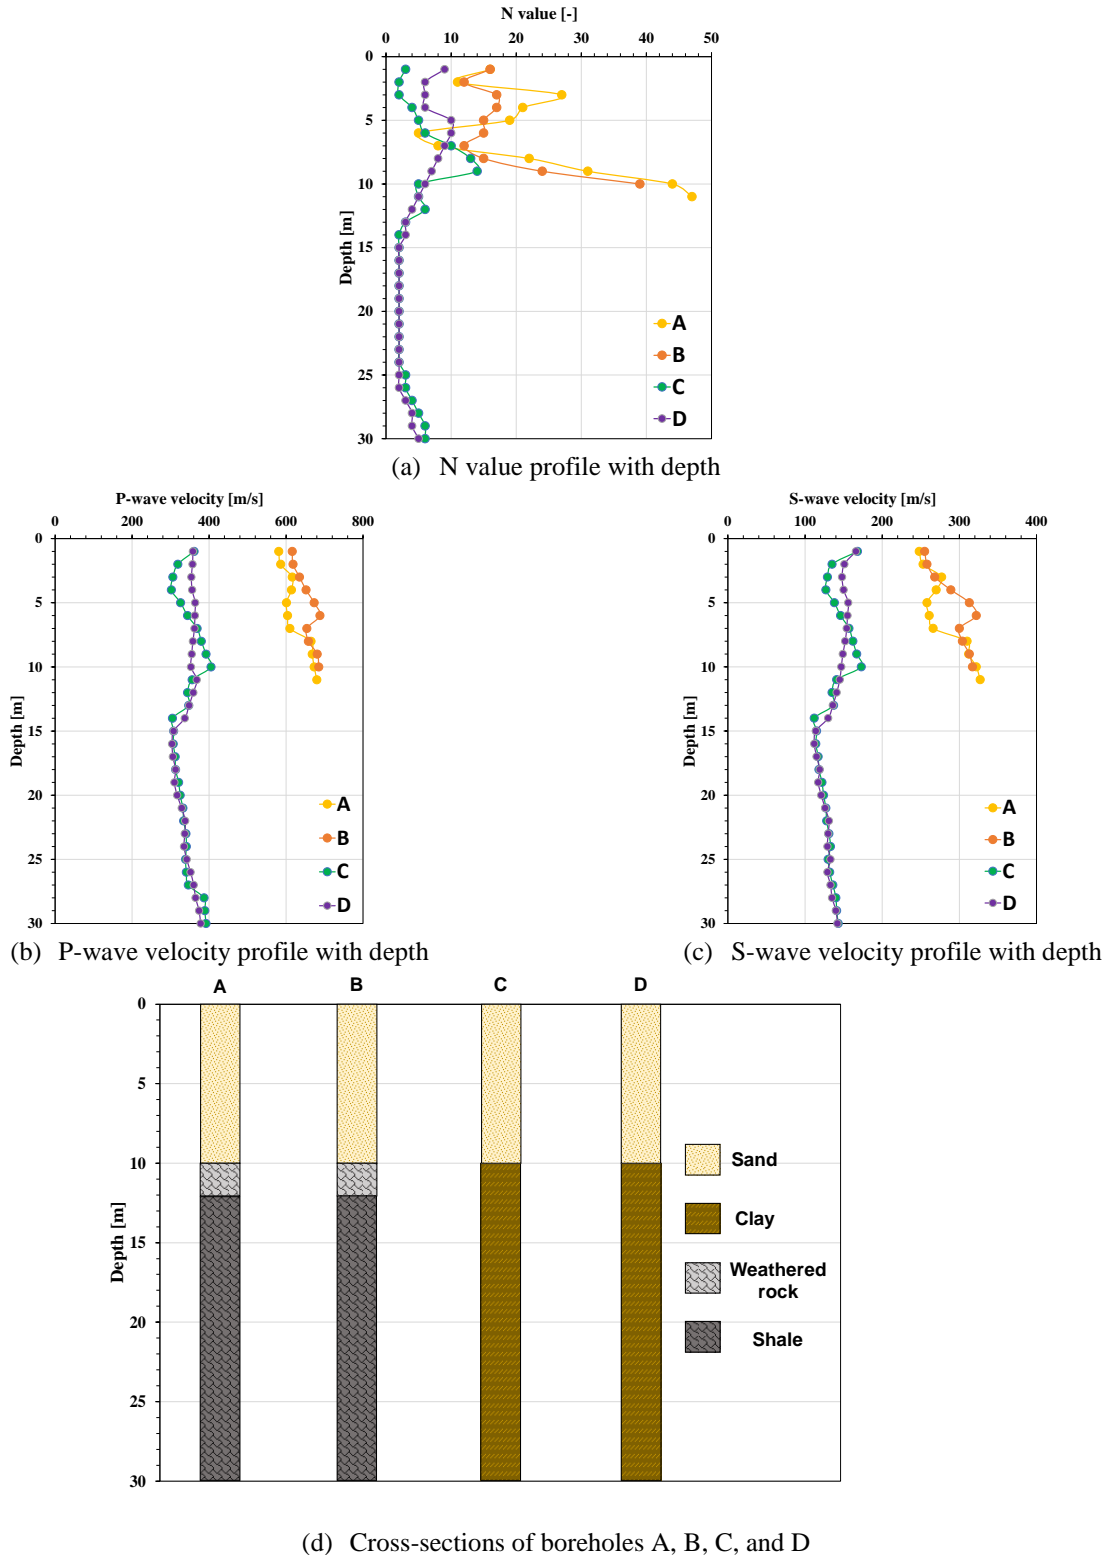 N value [-]
0 10 20 30 40 50
0
5
10
15
20
25
30
Depth [m]
A
B
C
D
(a) N value profile with depth
P-wave velocity [m/s]
0 200 400 600 800
0
5
10
15
20
25
30
Depth [m]
A
B
C
D
(b) P-wave velocity profile with depth
S-wave velocity [m/s]
0 100 200 300 400
0
5
10
15
20
25
30
Depth [m]
A
B
C
D
(c) S-wave velocity profile with depth
A B C D
0
5
10
15
20
25
30
Depth [m]
Sand
Clay
Weathered
rock
Shale
(d) Cross-sections of boreholes A, B, C, and D